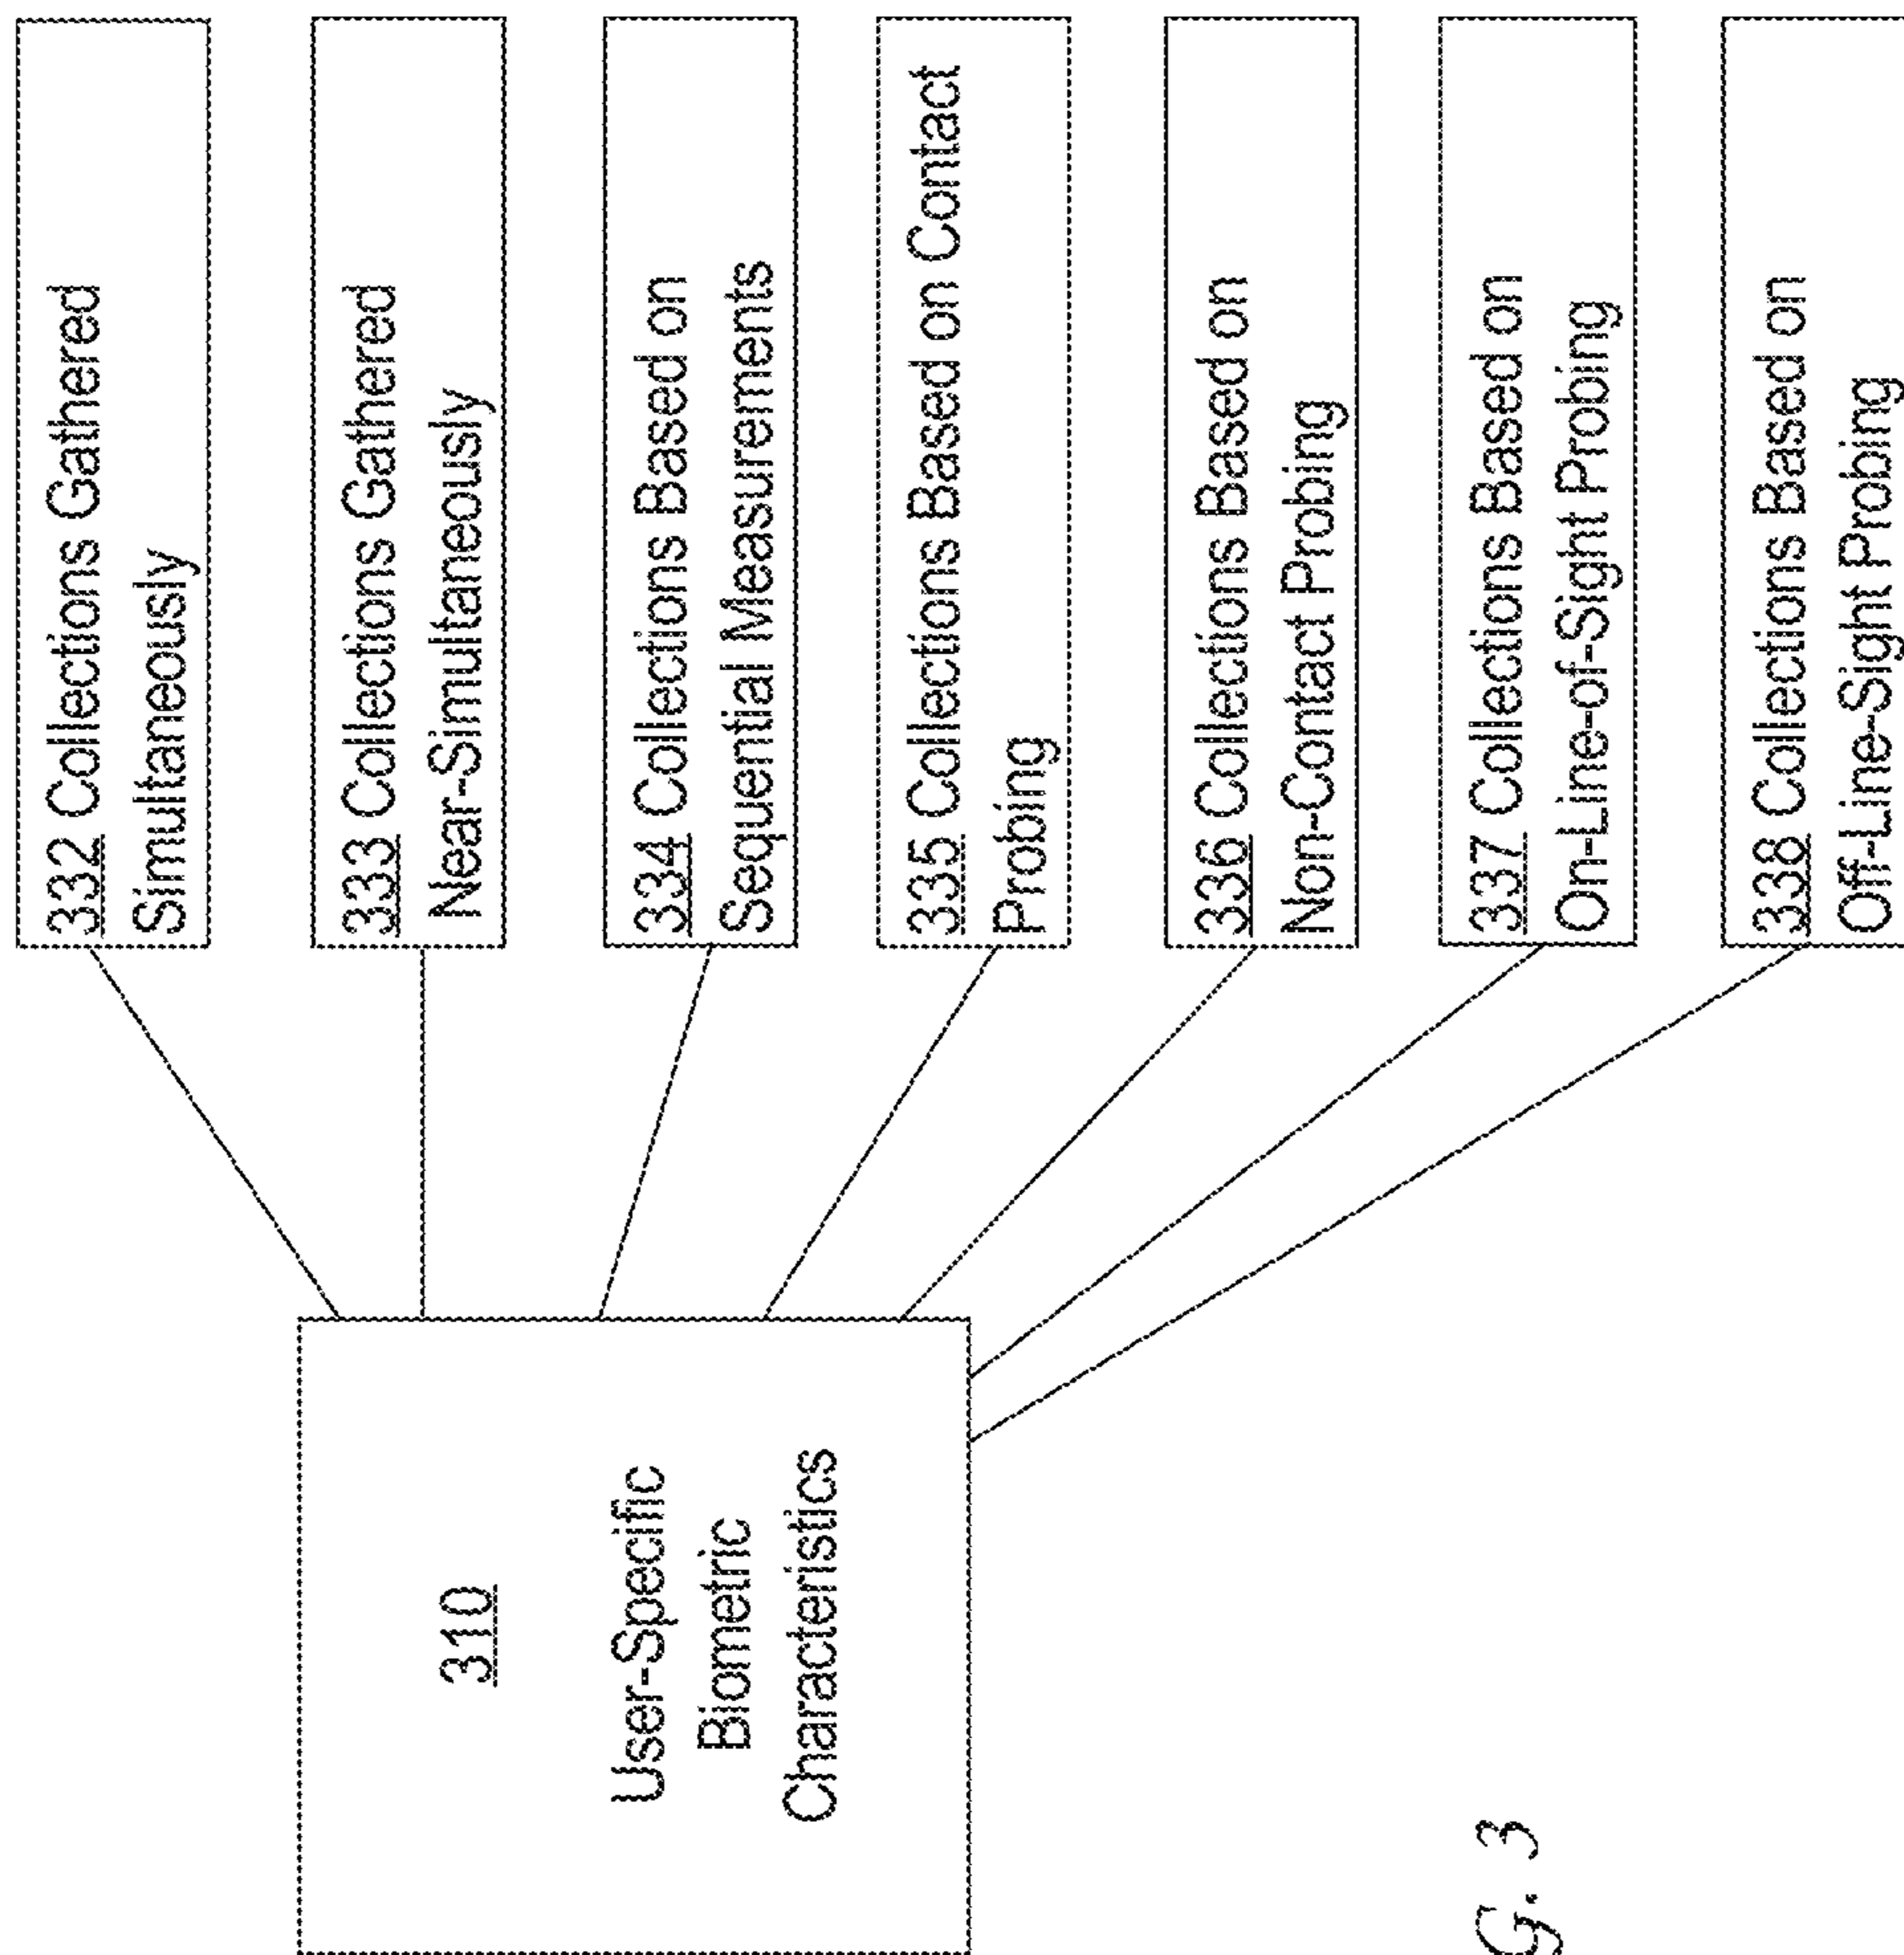 310
User-Specific
Biometric
Characteristics
332 Collections Gathered
Simultaneously
333 Collections Gathered
Near-Simultaneously
334 Collections Based on
Sequential Measurements
335 Collections Based on Contact
Probing
336 Collections Based on
Non-Contact Probing
337 Collections Based on
On-Line-of-Sight Probing
338 Collections Based on
Off-Line-Sight Probing
G. 3